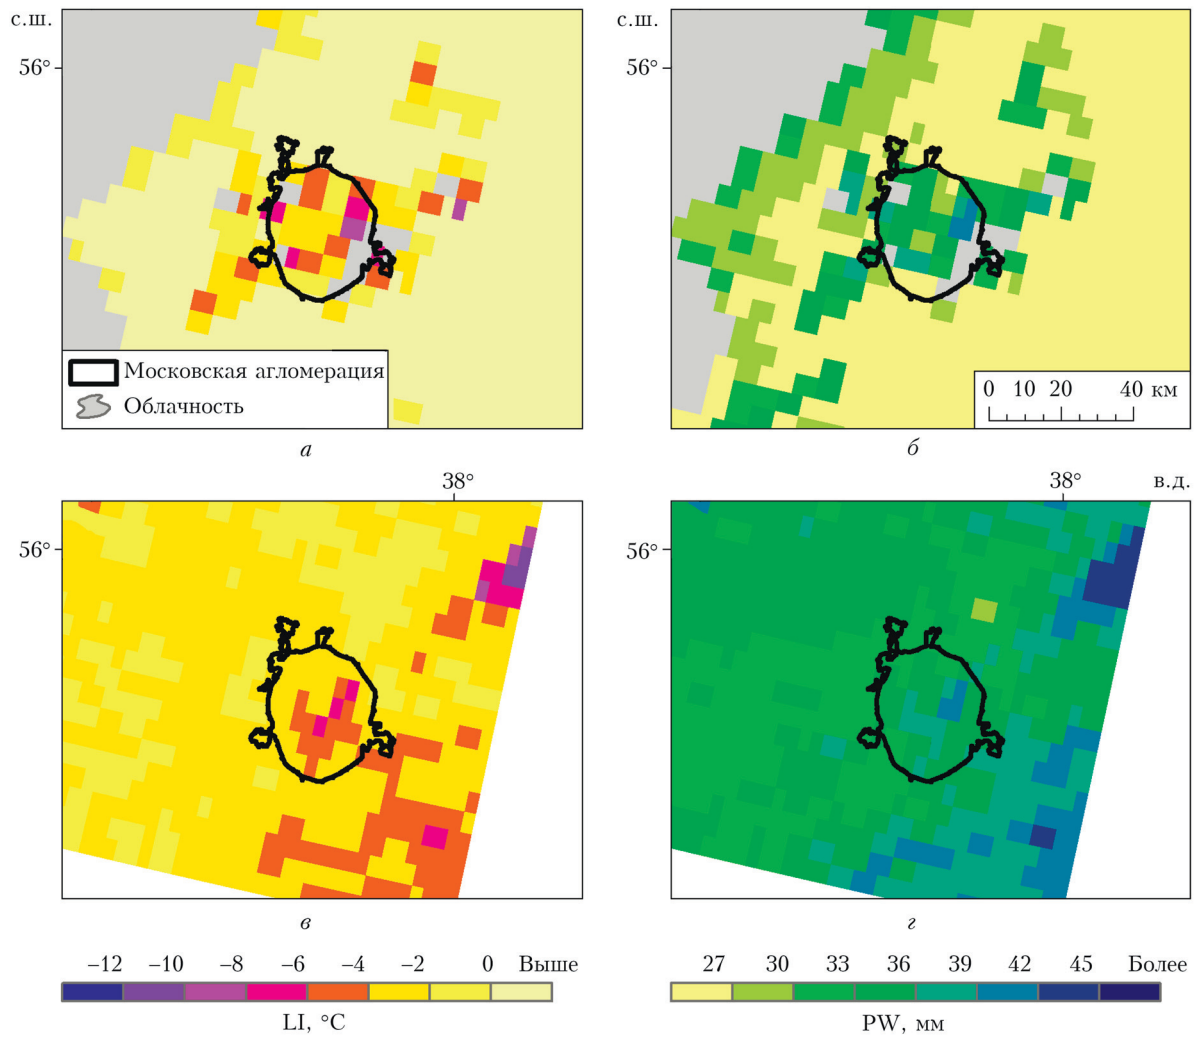 с.ш.
56°
с.ш.
56°
Московская агломерация
Облачность
0 10 20 40 км
а
б
38°
56°
38°
в.д.
56°
в
г
–12 –10 –8 –6 –4 –2 0 Выше
LI, °C
27 30 33 36 39 42 45 Более
PW, мм